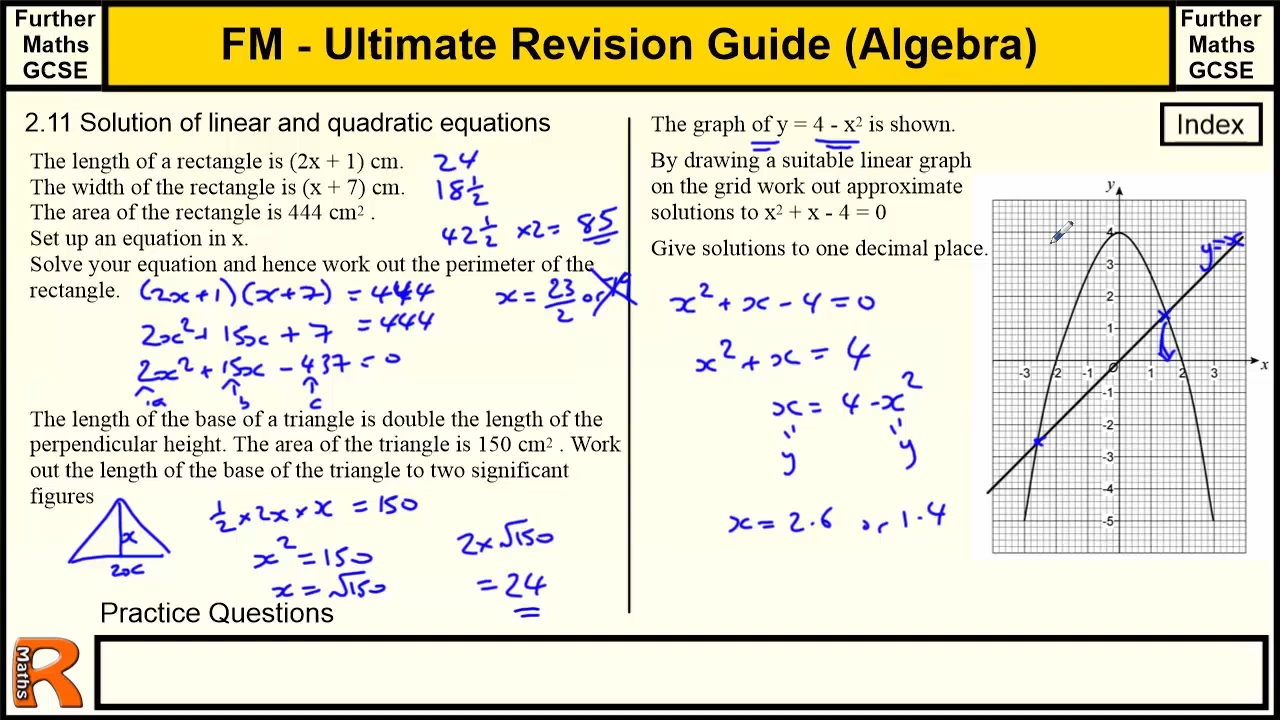 Further
Maths
GCSE
FM - Ultimate Revision Guide (Algebra)
Further
Maths
GCSE
2.11 Solution of linear and quadratic equations
The length of a rectangle is (2x + 1) cm.
24
The width of the rectangle is (x + 7) cm.
18 1/2
The area of the rectangle is 444 cm² .
42 1/2 ×2= 85
Set up an equation in x.
Solve your equation and hence work out the perimeter of the
rectangle.
(2x+1)(x+7) = 444
x = 23/2 or
2x² + 15x + 7 = 444
2x² + 15x - 437 = 0
a b c
The length of the base of a triangle is double the length of the
perpendicular height. The area of the triangle is 150 cm² . Work
out the length of the base of the triangle to two significant
figures
x
2x
1/2 × 2x × x = 150
x² = 150
x = √150
2×√150
= 24
Practice Questions
The graph of y = 4 - x² is shown.
Index
By drawing a suitable linear graph
on the grid work out approximate
solutions to x² + x - 4 = 0
Give solutions to one decimal place.
x² + x - 4 = 0
x² + x = 4
x = 4 - x²
y y
x = 2.6 or 1.4
y
y=x
4
3
2
1
-3 -2 -1 O 1 2 3 x
-1
-2
-3
-4
-5
R
Maths